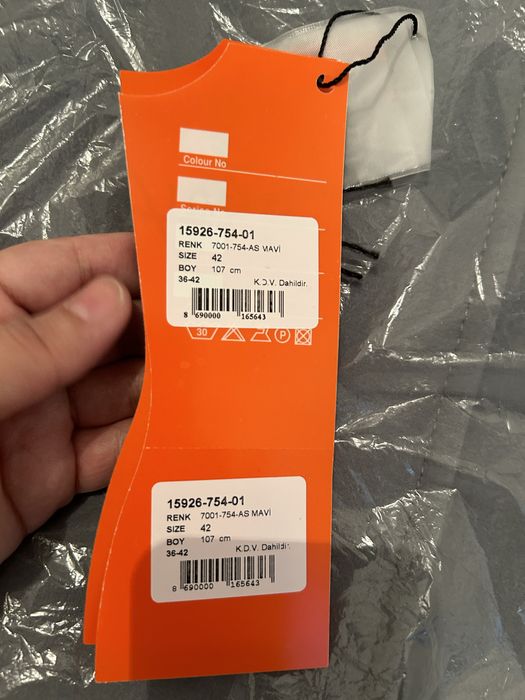 Colour No
Series No
15926-754-01
RENK 7001-754-AS MAVİ
SIZE 42
BOY 107 cm
36-42 K.D.V. Dahildir.
8 690000 165643
30 P
15926-754-01
RENK 7001-754-AS MAVİ
SIZE 42
BOY 107 cm
36-42 K.D.V. Dahildir.
8 690000 165643